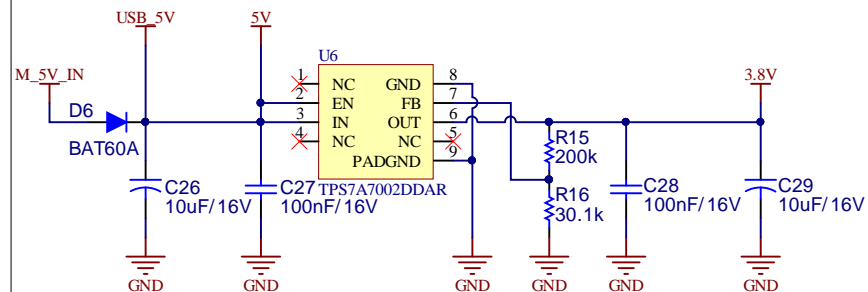 USB_5V
5V
M_5V_IN
3.8V
U6
1
NC
GND
8
2
EN
FB
7
3
IN
OUT
6
4
NC
NC
5
PADGND
9
TPS7A7002DDAR
D6
BAT60A
R15
200k
R16
30.1k
C26
10uF/16V
C27
100nF/16V
C28
100nF/16V
C29
10uF/16V
GND
GND
GND
GND
GND
GND